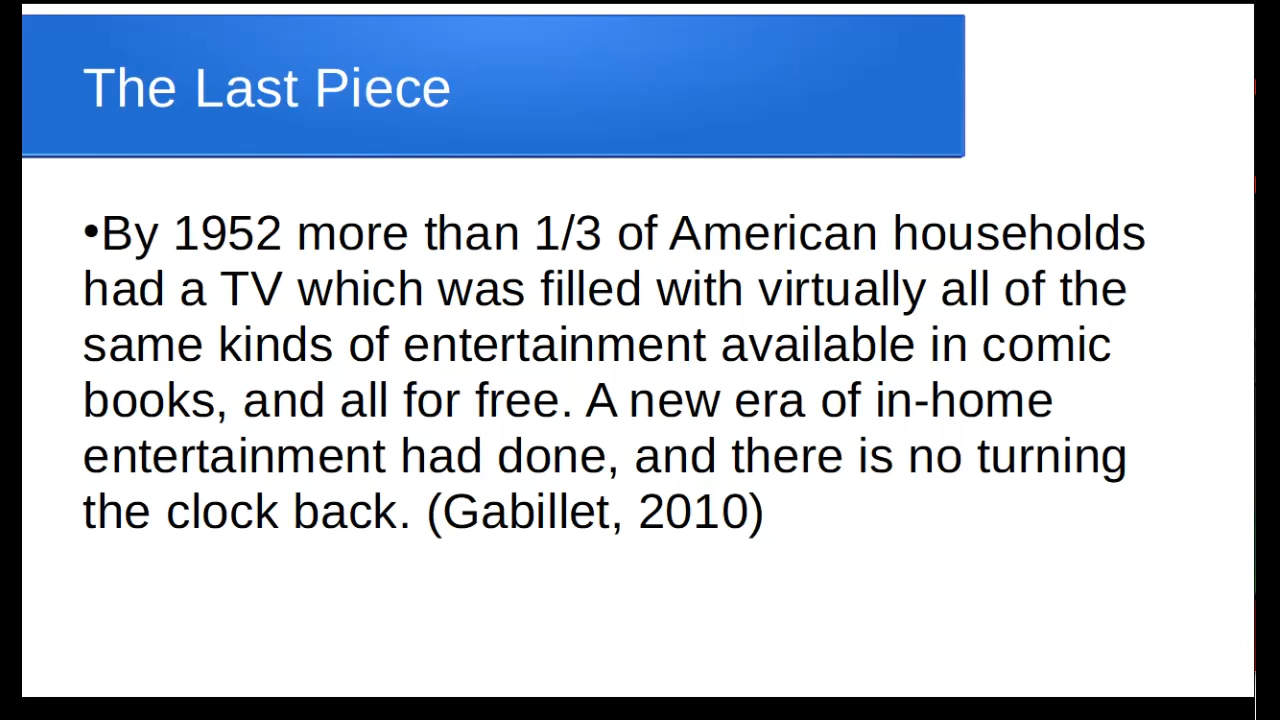 The Last Piece
•By 1952 more than 1/3 of American households
had a TV which was filled with virtually all of the
same kinds of entertainment available in comic
books, and all for free. A new era of in-home
entertainment had done, and there is no turning
the clock back. (Gabillet, 2010)